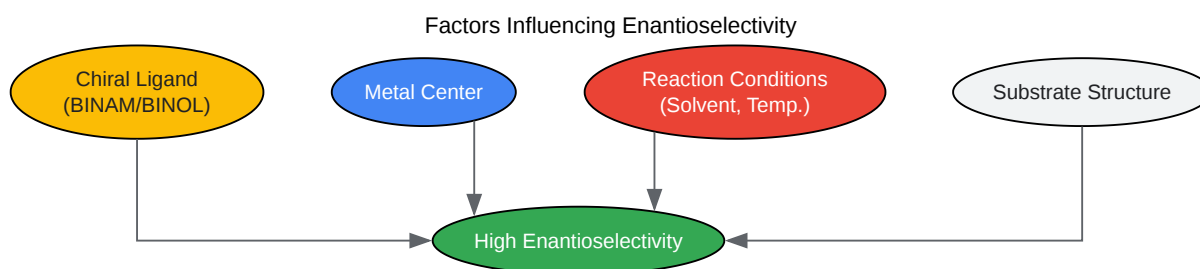 Factors Influencing Enantioselectivity
Chiral Ligand
(BINAM/BINOL)
Metal Center
Reaction Conditions
(Solvent, Temp.)
Substrate Structure
High Enantioselectivity